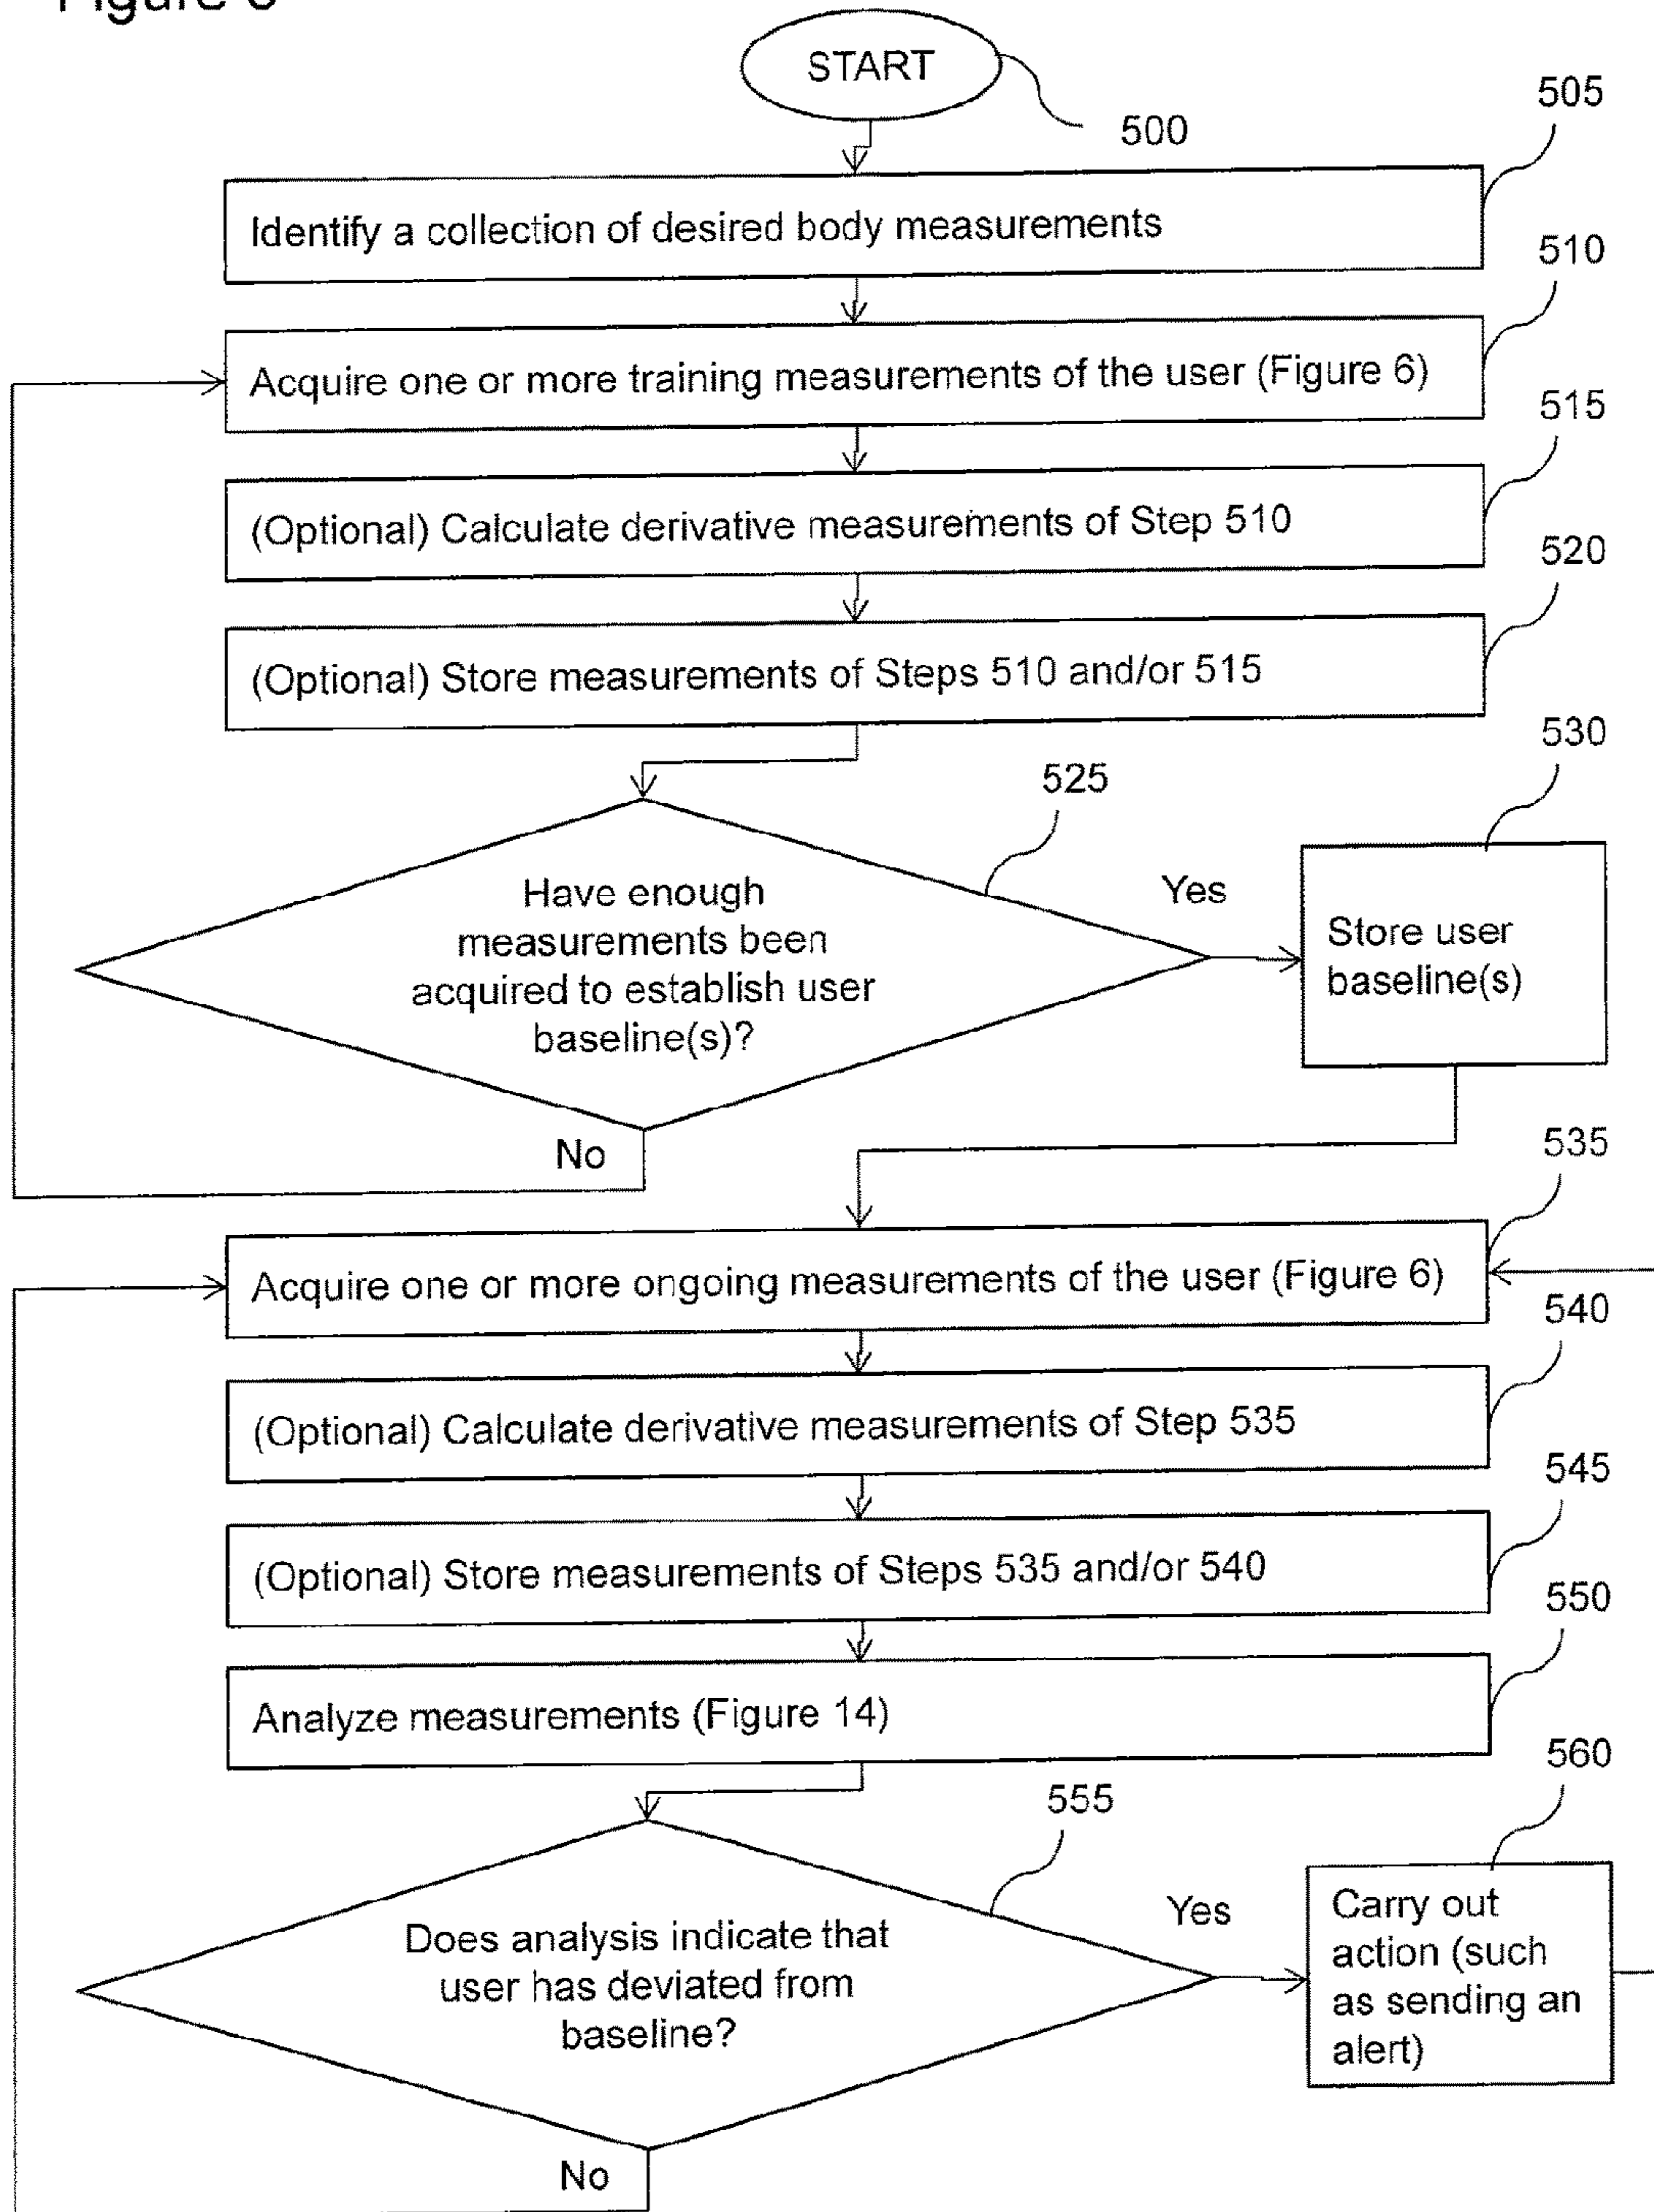 START
500
505
Identify a collection of desired body measurements
510
Acquire one or more training measurements of the user (Figure 6)
515
(Optional) Calculate derivative measurements of Step 510
520
(Optional) Store measurements of Steps 510 and/or 515
530
525
Have enough
measurements been
acquired to establish user
baseline(s)?
Yes
Store user
baseline(s)
No
535
Acquire one or more ongoing measurements of the user (Figure 6)
540
(Optional) Calculate derivative measurements of Step 535
545
(Optional) Store measurements of Steps 535 and/or 540
550
Analyze measurements (Figure 14)
560
555
Does analysis indicate that
user has deviated from
baseline?
Yes
Carry out
action (such
as sending an
alert)
No